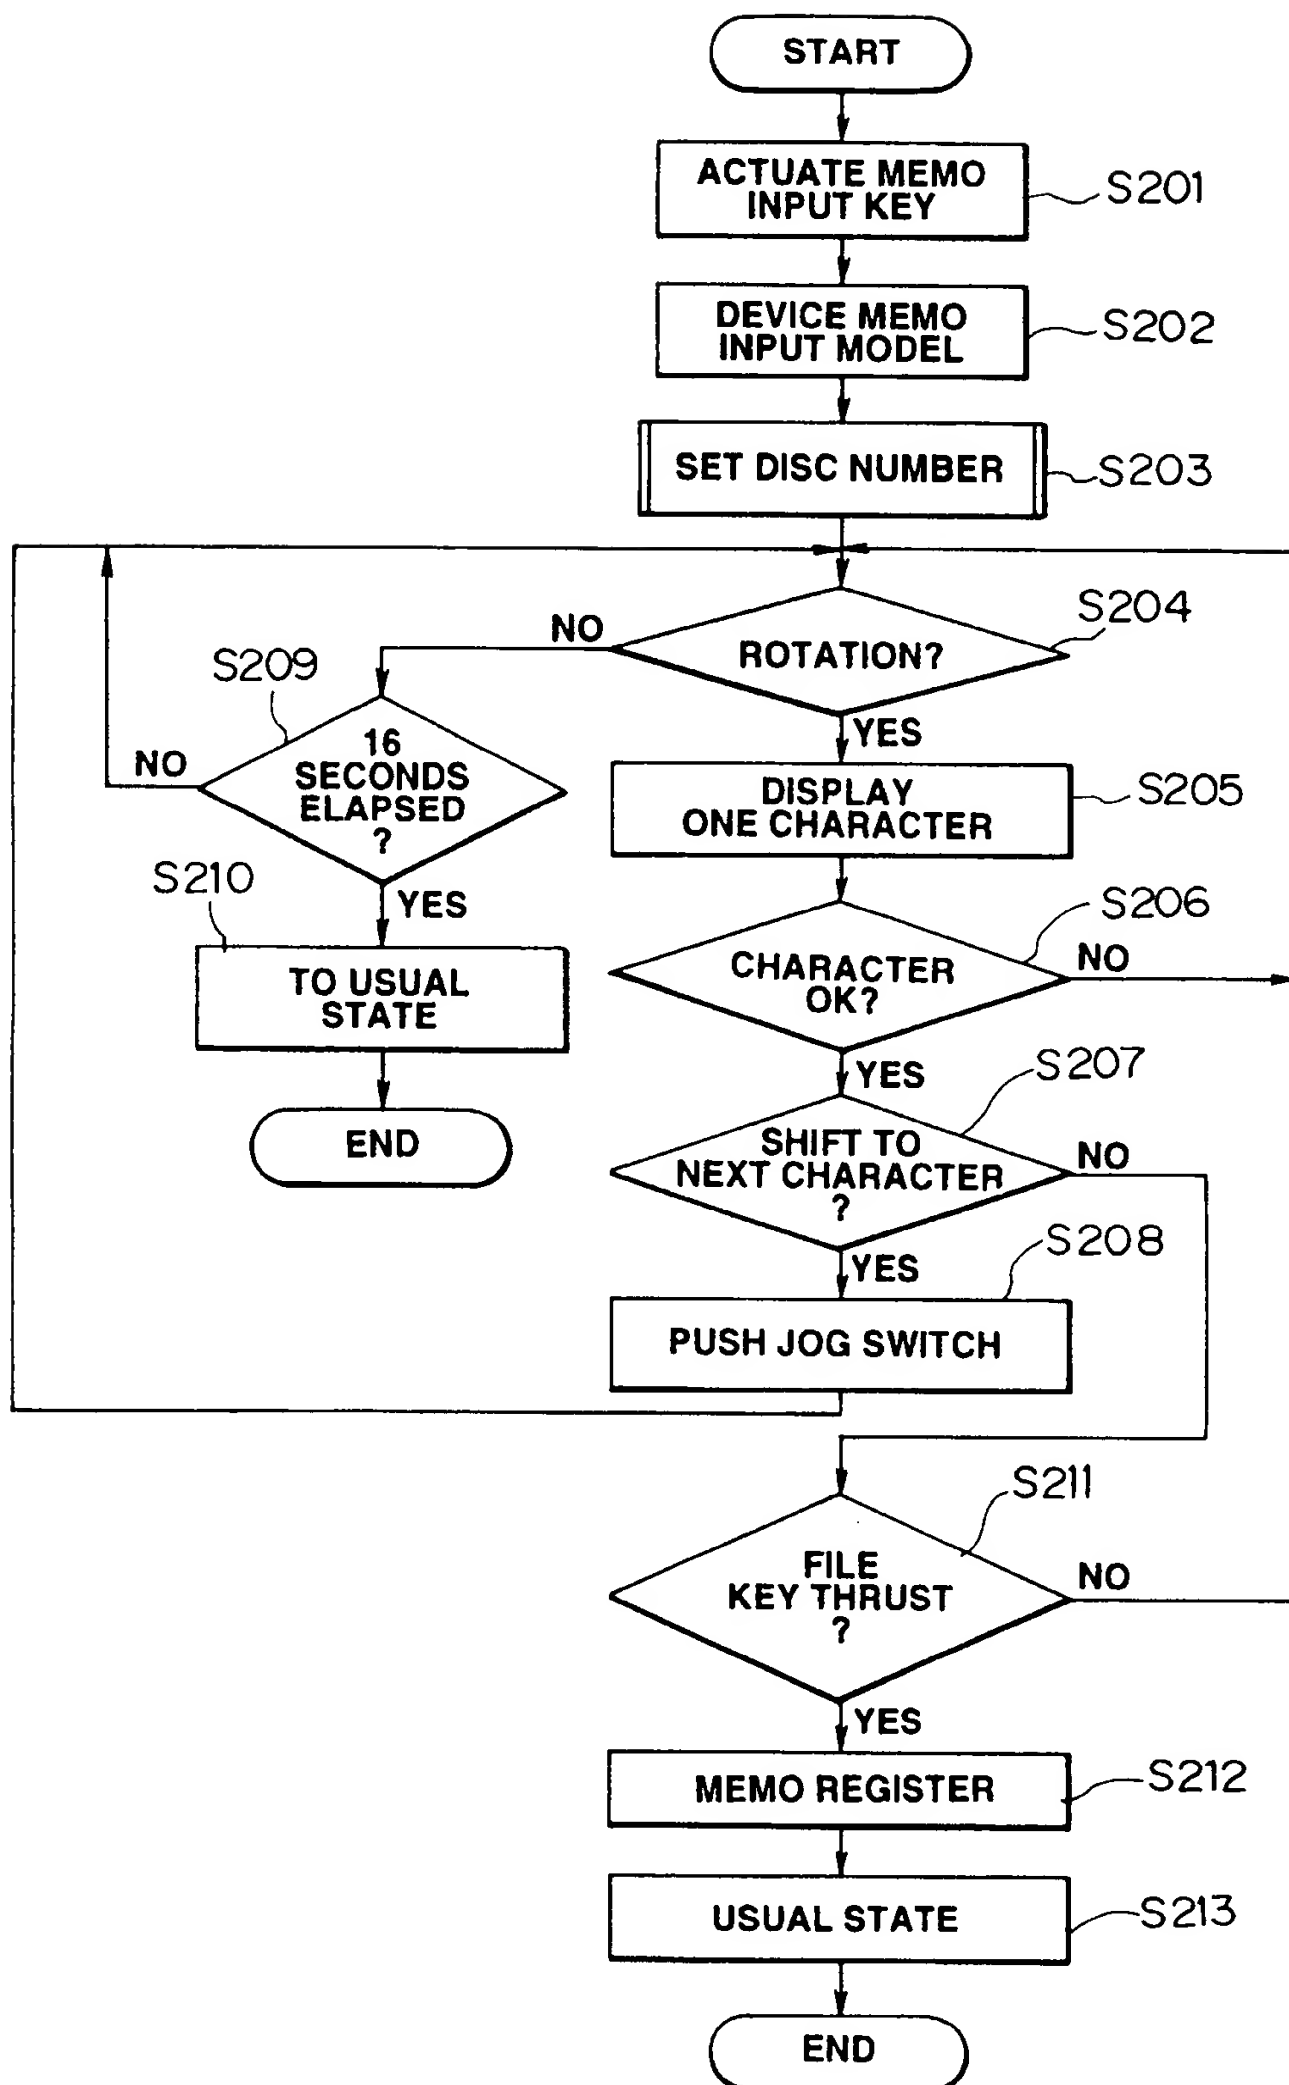 START
ACTUATE MEMO
INPUT KEY
S201
DEVICE MEMO
INPUT MODEL
S202
SET DISC NUMBER
S203
S204
NO
ROTATION?
YES
S209
16
SECONDS
ELAPSED
?
NO
YES
DISPLAY
ONE CHARACTER
S205
S210
TO USUAL
STATE
END
S206
CHARACTER
OK?
NO
YES
S207
SHIFT TO
NEXT CHARACTER
?
NO
YES
S208
PUSH JOG SWITCH
S211
FILE
KEY THRUST
?
NO
YES
MEMO REGISTER
S212
USUAL STATE
S213
END